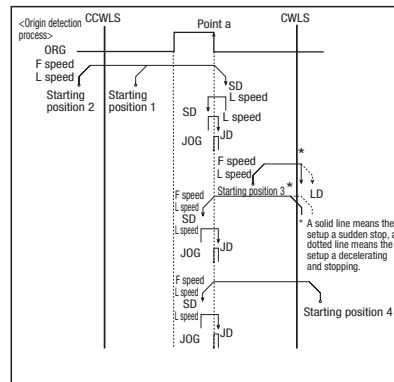 <Origin detection
process>
CCWLS
Point a
CWLS
ORG
F speed
L speed
SD
Starting
position 2
Starting
position 1
L speed
SD
L speed
JOG
JD
*
F speed
L speed
LD
Starting position 3
*
F speed
L speed
SD
* A solid line means the
setup a sudden stop, a
dotted line means the
setup a decelerating
and stopping.
L speed
JOG
JD
F speed
L speed
SD
Starting position 4
L speed
JOG
JD